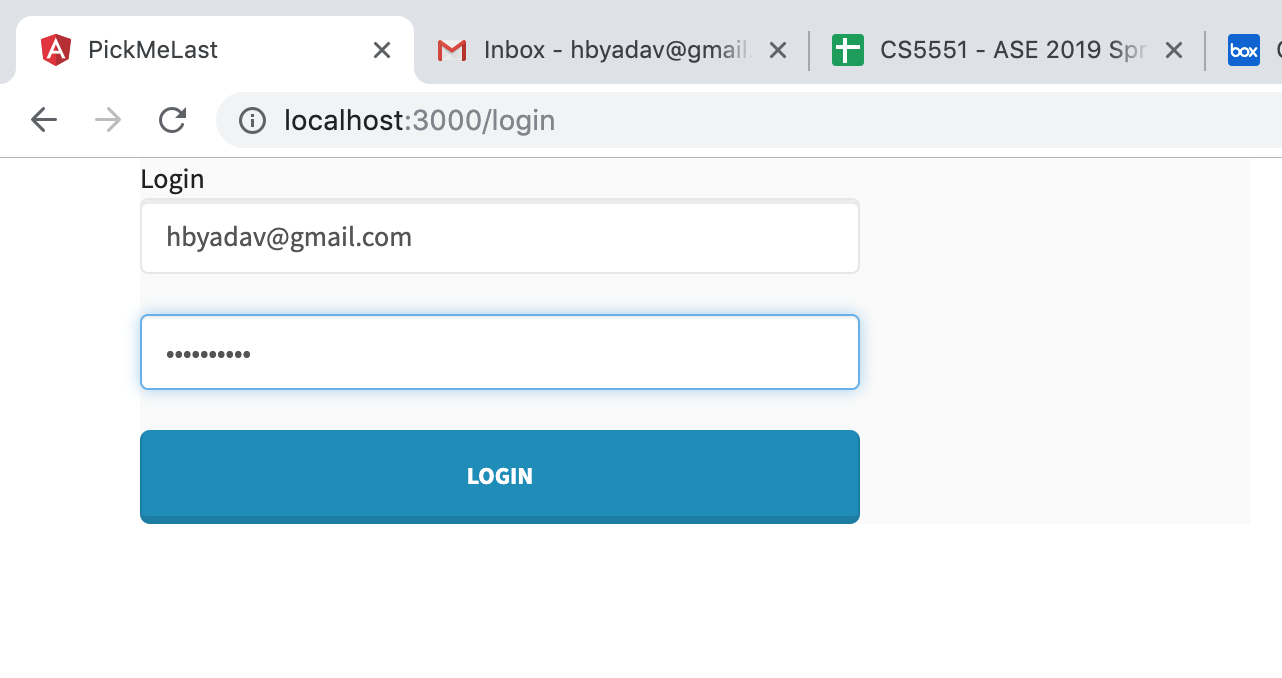 PickMeLast
Inbox - hbyadav@gmail.
CS5551 - ASE 2019 Spr
box
localhost:3000/login
Login
hbyadav@gmail.com
••••••••••
LOGIN